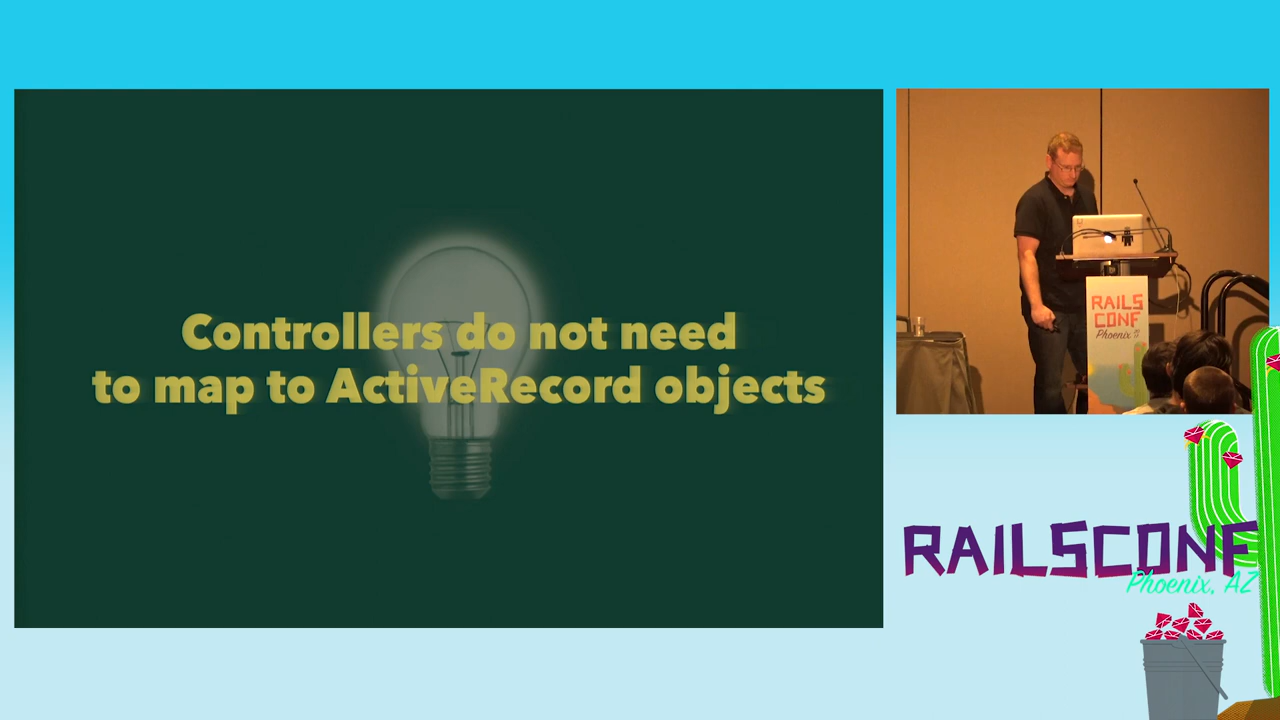 Controllers do not need
to map to ActiveRecord objects
RAILS
CONF
Phoenix
RAILSCONF
Phoenix, AZ